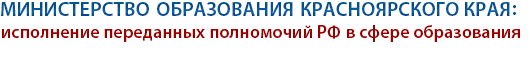 МИНИСТЕРСТВО ОБРАЗОВАНИЯ КРАСНОЯРСКОГО КРАЯ:
исполнение переданных полномочий РФ в сфере образования